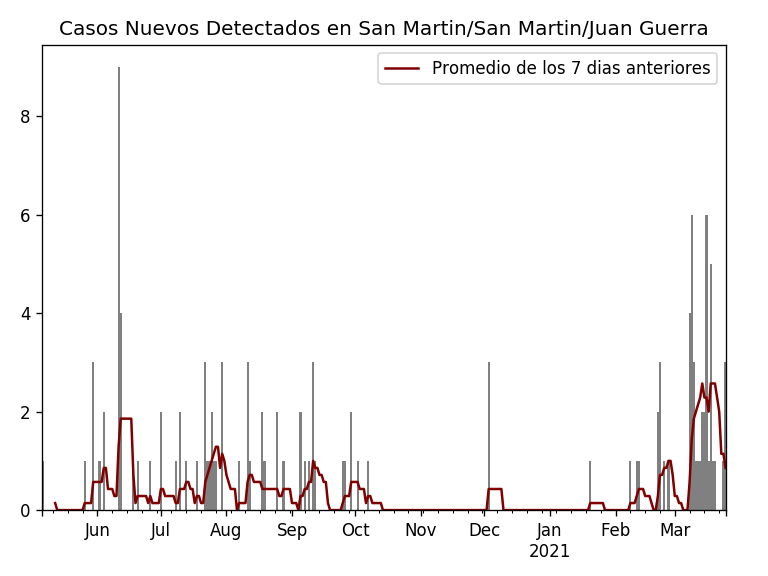 Casos Nuevos Detectados en San Martin/San Martin/Juan Guerra
Promedio de los 7 dias anteriores
8
6
4
2
0
Jun Jul Aug Sep Oct Nov Dec Jan Feb Mar
2021